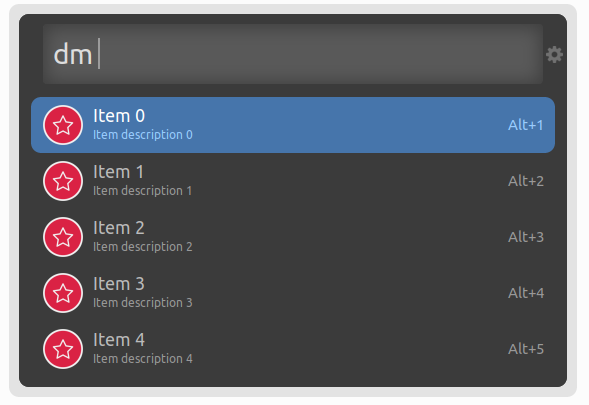 dm
Item 0
Item description 0
Alt+1
Item 1
Item description 1
Alt+2
Item 2
Item description 2
Alt+3
Item 3
Item description 3
Alt+4
Item 4
Item description 4
Alt+5